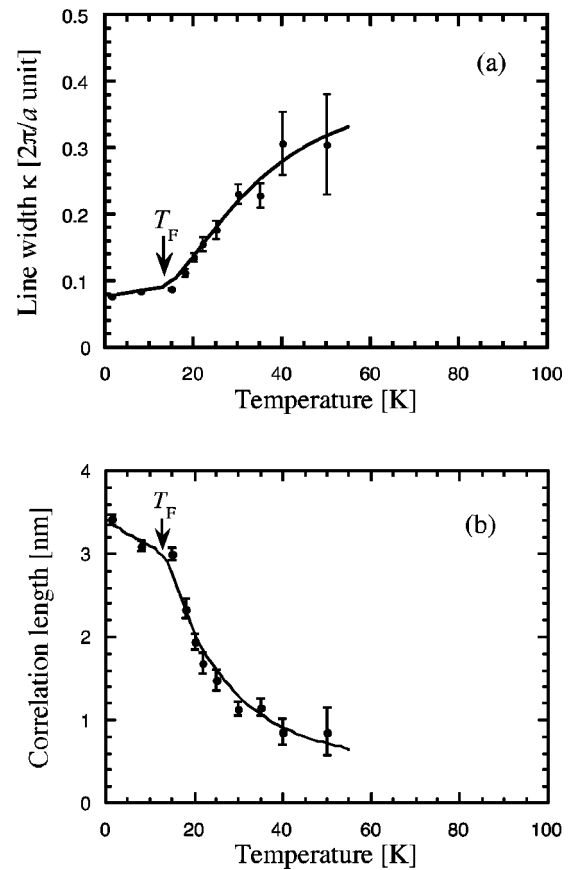 0.5
(a)
0.4
Line width κ [2π/a unit]
0.3
T_F
0.2
0.1
0
0 20 40 60 80 100
Temperature [K]
4
T_F
(b)
3
Correlation length [nm]
2
1
0
0 20 40 60 80 100
Temperature [K]